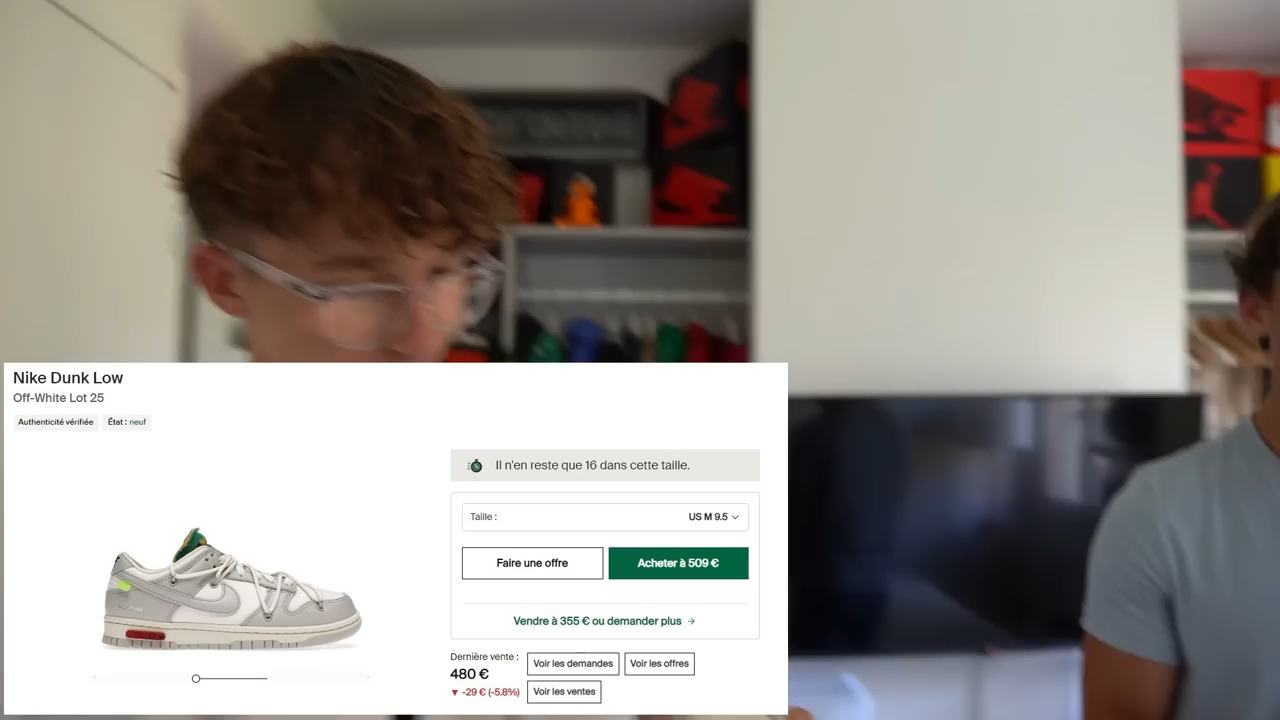 Nike Dunk Low
Off-White Lot 25
Authenticité vérifiée
État : neuf
Il n'en reste que 16 dans cette taille.
Taille :
US M 9.5
Faire une offre
Acheter à 509 €
Vendre à 355 € ou demander plus →
Dernière vente :
480 €
▼ -29 € (-5.8%)
Voir les demandes
Voir les offres
Voir les ventes